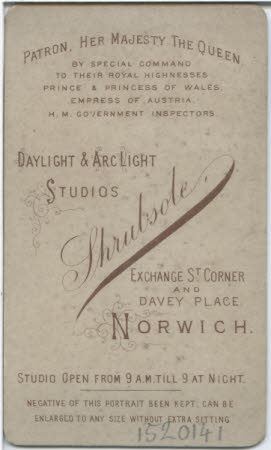 PATRON, HER MAJESTY THE QUEEN
BY SPECIAL COMMAND
TO THEIR ROYAL HIGHNESSES
PRINCE & PRINCESS OF WALES.
EMPRESS OF AUSTRIA.
H. M. GOVERNMENT INSPECTORS.
DAYLIGHT & ARC LIGHT
STUDIOS
Shrubsole
EXCHANGE ST CORNER
AND
DAVEY PLACE.
NORWICH.
STUDIO OPEN FROM 9 A.M. TILL 9 AT NIGHT.
NEGATIVE OF THIS PORTRAIT BEEN KEPT, CAN BE
ENLARGED TO ANY SIZE WITHOUT EXTRA SITTING
1520141